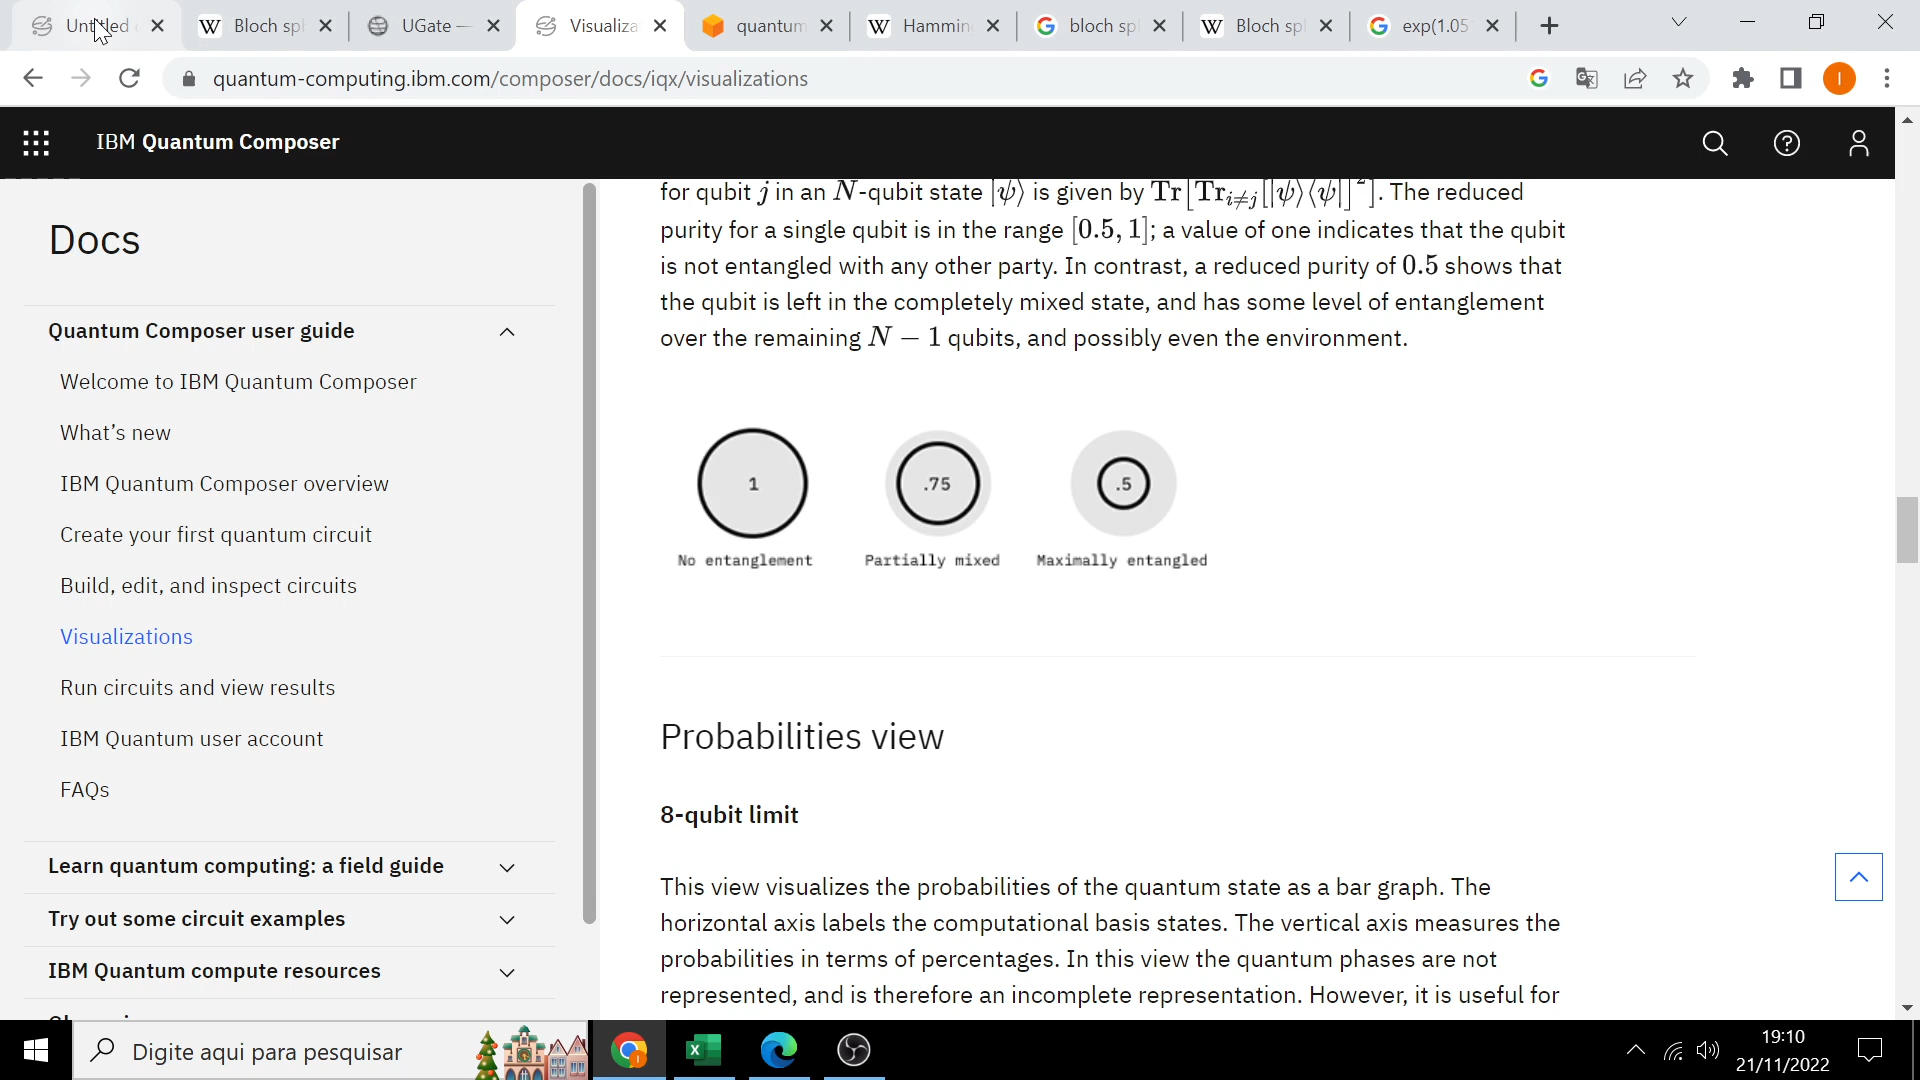 Untitled
Bloch sp
UGate —
Visualiza
quantum
Hammin
bloch sp
Bloch sp
exp(1.05
quantum-computing.ibm.com/composer/docs/iqx/visualizations
I
IBM Quantum Composer
Docs
Quantum Composer user guide
Welcome to IBM Quantum Composer
What's new
IBM Quantum Composer overview
Create your first quantum circuit
Build, edit, and inspect circuits
Visualizations
Run circuits and view results
IBM Quantum user account
FAQs
Learn quantum computing: a field guide
Try out some circuit examples
IBM Quantum compute resources
for qubit j in an N-qubit state |ψ⟩ is given by Tr[Tr_{i≠j}[|ψ⟩⟨ψ|]²]. The reduced
purity for a single qubit is in the range [0.5, 1]; a value of one indicates that the qubit
is not entangled with any other party. In contrast, a reduced purity of 0.5 shows that
the qubit is left in the completely mixed state, and has some level of entanglement
over the remaining N − 1 qubits, and possibly even the environment.
1
.75
.5
No entanglement
Partially mixed
Maximally entangled
Probabilities view
8-qubit limit
This view visualizes the probabilities of the quantum state as a bar graph. The
horizontal axis labels the computational basis states. The vertical axis measures the
probabilities in terms of percentages. In this view the quantum phases are not
represented, and is therefore an incomplete representation. However, it is useful for
Digite aqui para pesquisar
19:10
21/11/2022